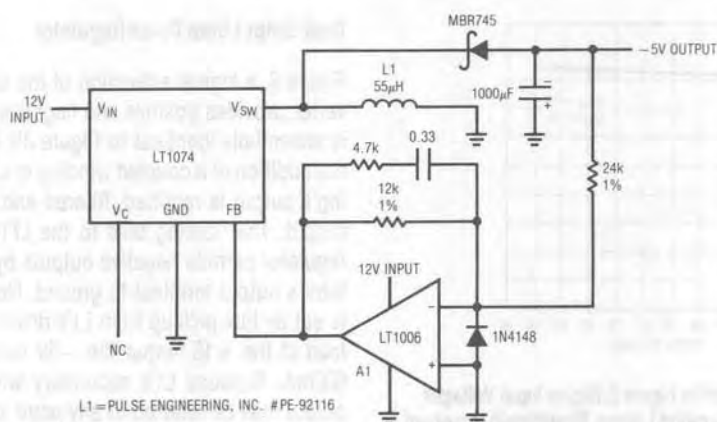 MBR745
–5V OUTPUT
L1
55µH
1000µF
+
12V
INPUT
VIN
VSW
LT1074
VC
GND
FB
4.7k
0.33
12k
1%
24k
1%
12V INPUT
–
LT1006
1N4148
+
A1
NC
L1=PULSE ENGINEERING, INC. #PE-92116